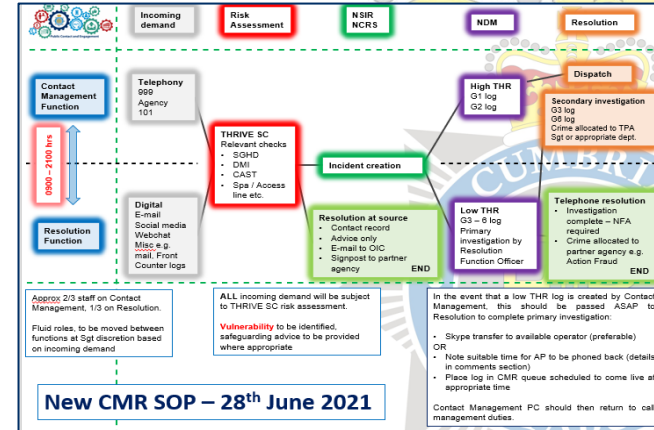 Public Contact and Engagement
Incoming
demand
Risk
Assessment
NSIR
NCRS
NDM
Resolution
Contact
Management
Function
0900 – 2100 hrs
Resolution
Function
Telephony
999
Agency
101
Digital
E-mail
Social media
Webchat
Misc e.g.
mail, Front
Counter logs
THRIVE SC
Relevant checks
• SGHD
• DMI
• CAST
• Spa / Access
line etc.
Incident creation
Resolution at source
• Contact record
• Advice only
• E-mail to OIC
• Signpost to partner
agency
END
High THR
G1 log
G2 log
Low THR
G3 – 6 log
Primary
investigation by
Resolution
Function Officer
Dispatch
Secondary investigation
G3 log
G6 log
Crime allocated to TPA
Sgt or appropriate dept.
CUMBRI
Telephone resolution
• Investigation
complete – NFA
required
• Crime allocated to
partner agency e.g.
Action Fraud
END
Approx 2/3 staff on Contact
Management, 1/3 on Resolution.
Fluid roles, to be moved between
functions at Sgt discretion based
on incoming demand
ALL incoming demand will be subject
to THRIVE SC risk assessment.
Vulnerability to be identified,
safeguarding advice to be provided
where appropriate
In the event that a low THR log is created by Contact
Management, this should be passed ASAP to
Resolution to complete primary investigation:
• Skype transfer to available operator (preferable)
OR
• Note suitable time for AP to be phoned back (details
in comments section)
• Place log in CMR queue scheduled to come live at
appropriate time
Contact Management PC should then return to call
management duties.
New CMR SOP – 28th June 2021